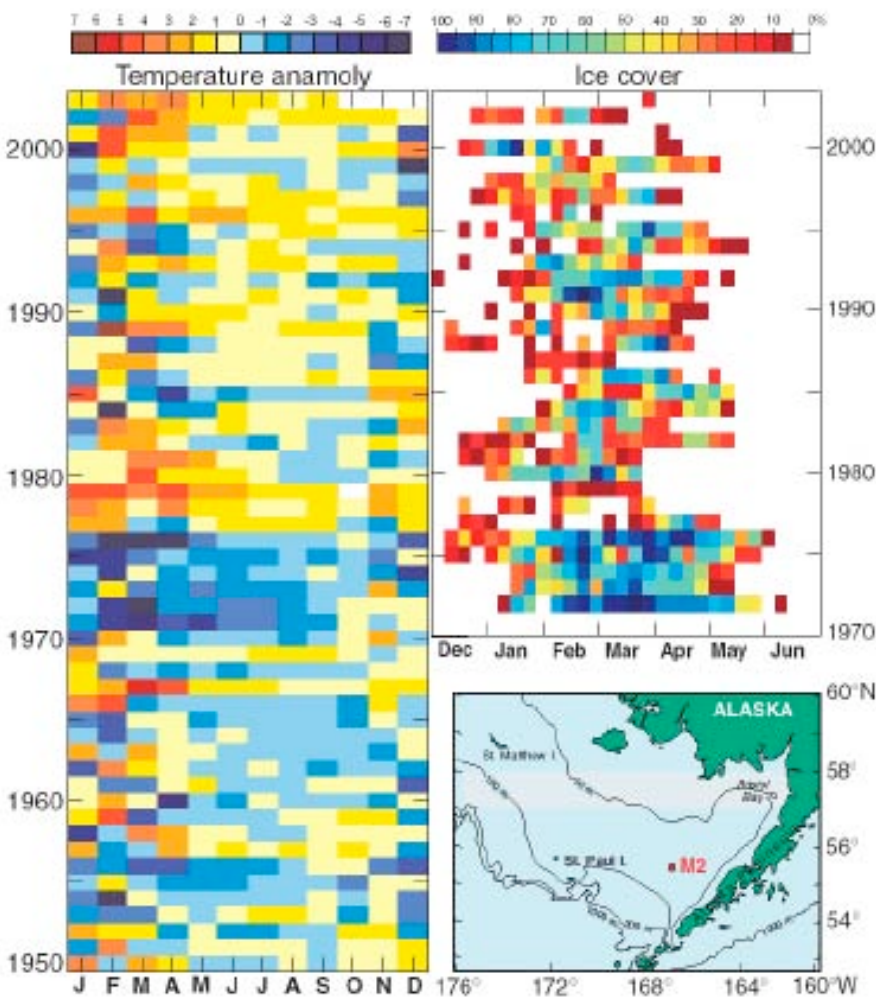 7 6 5 4 3 2 1 0 -1 -2 -3 -4 -5 -6 -7
100 90 80 70 60 50 40 30 20 10 0%
Temperature anamoly
Ice cover
2000
1990
1980
1970
1960
1950
J F M A M J J A S O N D
2000
1990
1980
1970
Dec Jan Feb Mar Apr May Jun
ALASKA
St. Matthew I.
St. Paul I.
M2
60°N
58°
56°
54°
176° 172° 168° 164° 160°W